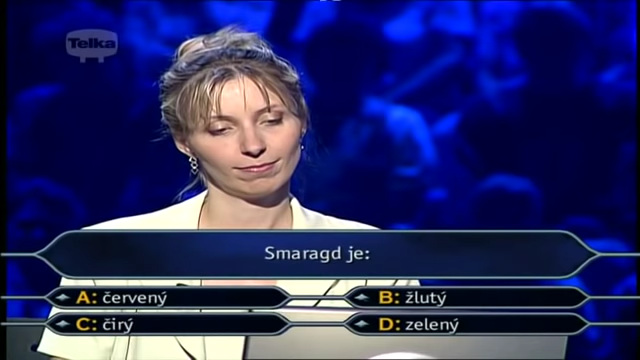 Telka
Smaragd je:
A: červený
B: žlutý
C: čirý
D: zelený